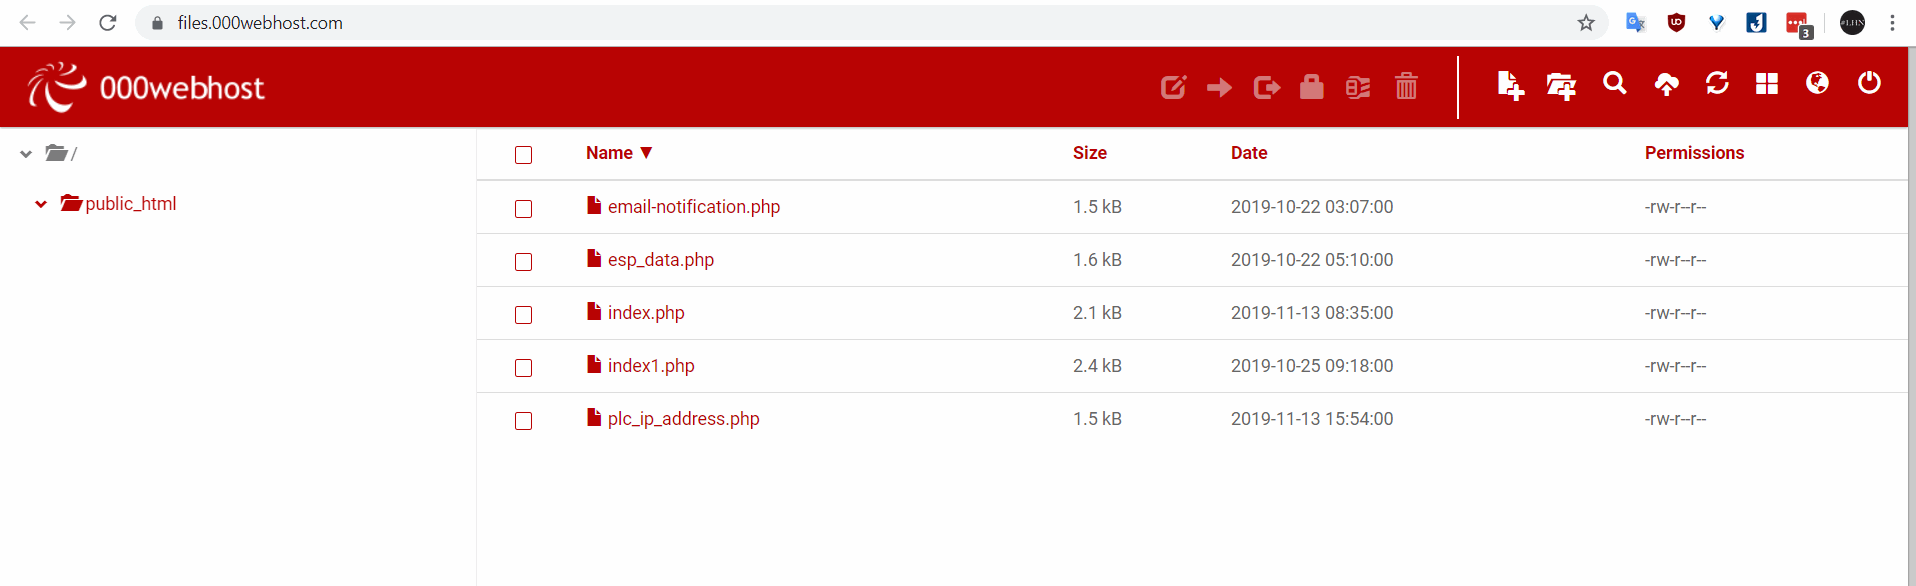 files.000webhost.com
3
#LHN
000webhost
/
public_html
Name ▼ Size Date Permissions
email-notification.php 1.5 kB 2019-10-22 03:07:00 -rw-r--r--
esp_data.php 1.6 kB 2019-10-22 05:10:00 -rw-r--r--
index.php 2.1 kB 2019-11-13 08:35:00 -rw-r--r--
index1.php 2.4 kB 2019-10-25 09:18:00 -rw-r--r--
plc_ip_address.php 1.5 kB 2019-11-13 15:54:00 -rw-r--r--